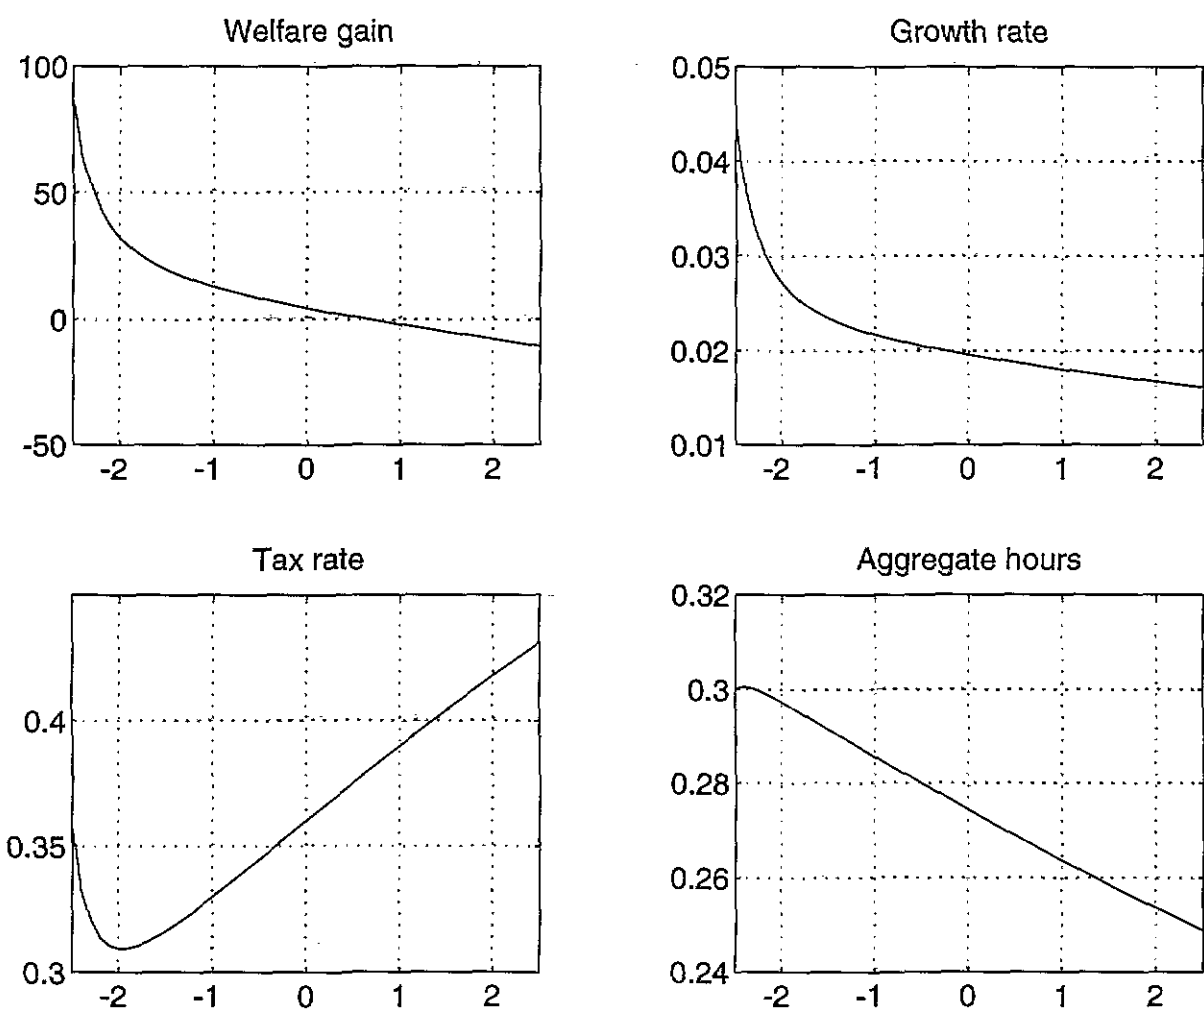 Welfare gain
100
50
0
-50
-2 -1 0 1 2
Growth rate
0.05
0.04
0.03
0.02
0.01
-2 -1 0 1 2
Tax rate
0.4
0.35
0.3
-2 -1 0 1 2
Aggregate hours
0.32
0.3
0.28
0.26
0.24
-2 -1 0 1 2